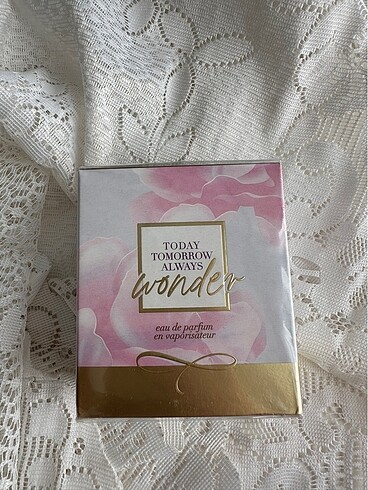 TODAY
TOMORROW
ALWAYS
wonder
eau de parfum
en vaporisateur